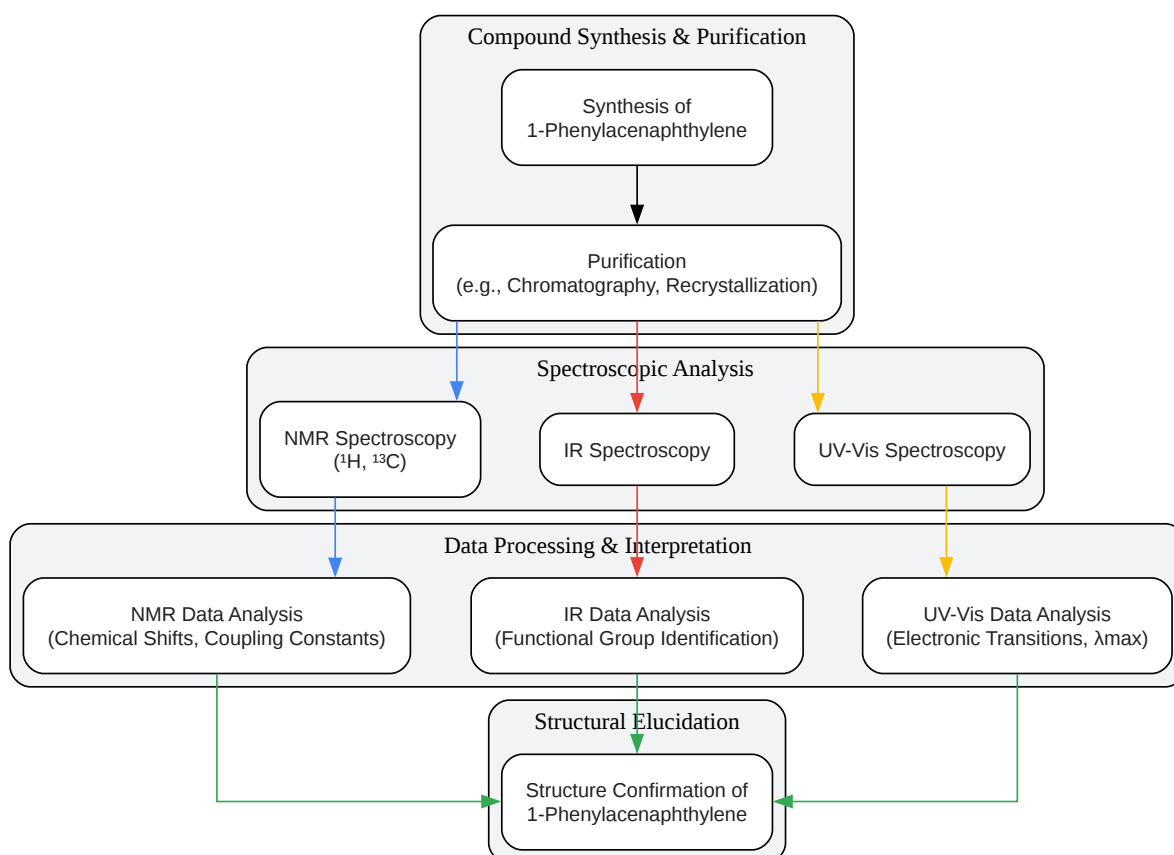 Compound Synthesis & Purification
Synthesis of
1-Phenylacenaphthylene
Purification
(e.g., Chromatography, Recrystallization)
Spectroscopic Analysis
NMR Spectroscopy
(¹H, ¹³C)
IR Spectroscopy
UV-Vis Spectroscopy
Data Processing & Interpretation
NMR Data Analysis
(Chemical Shifts, Coupling Constants)
IR Data Analysis
(Functional Group Identification)
UV-Vis Data Analysis
(Electronic Transitions, λmax)
Structural Elucidation
Structure Confirmation of
1-Phenylacenaphthylene